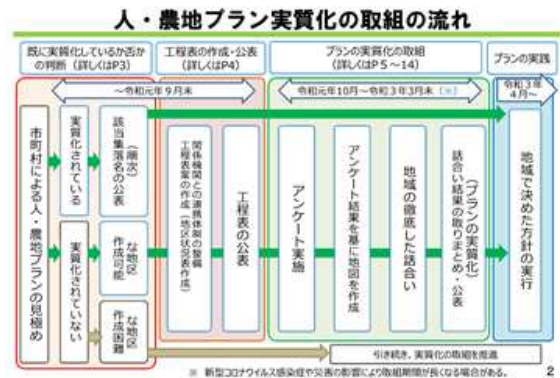 人・農地プラン実質化の取組の流れ
既に実質化しているか否か
の判断（詳しくはP3）
工程表の作成・公表
（詳しくはP4）
プランの実質化の取組
（詳しくはP５～14）
プランの実践
～令和元年９月末
令和元年10月～令和３年3月末（※）
令和３年
４月～
市町村による人・農地プランの見極め
実質化されている
実質化されていない
該当集落名の公表
（順次）
作成可能
な地区
作成困難
な地区
関係機関との連携体制の整備
工程表案の作成（地区状況表作成）
工程表の公表
アンケート実施
アンケート結果を基に地図を作成
地域の徹底した話合い
話合い結果の取りまとめ・公表
（プランの実質化）
地域で決めた方針の実行
引き続き、実質化の取組を推進
※ 新型コロナウイルス感染症や災害の影響により取組期間が長くなる場合がある。
2